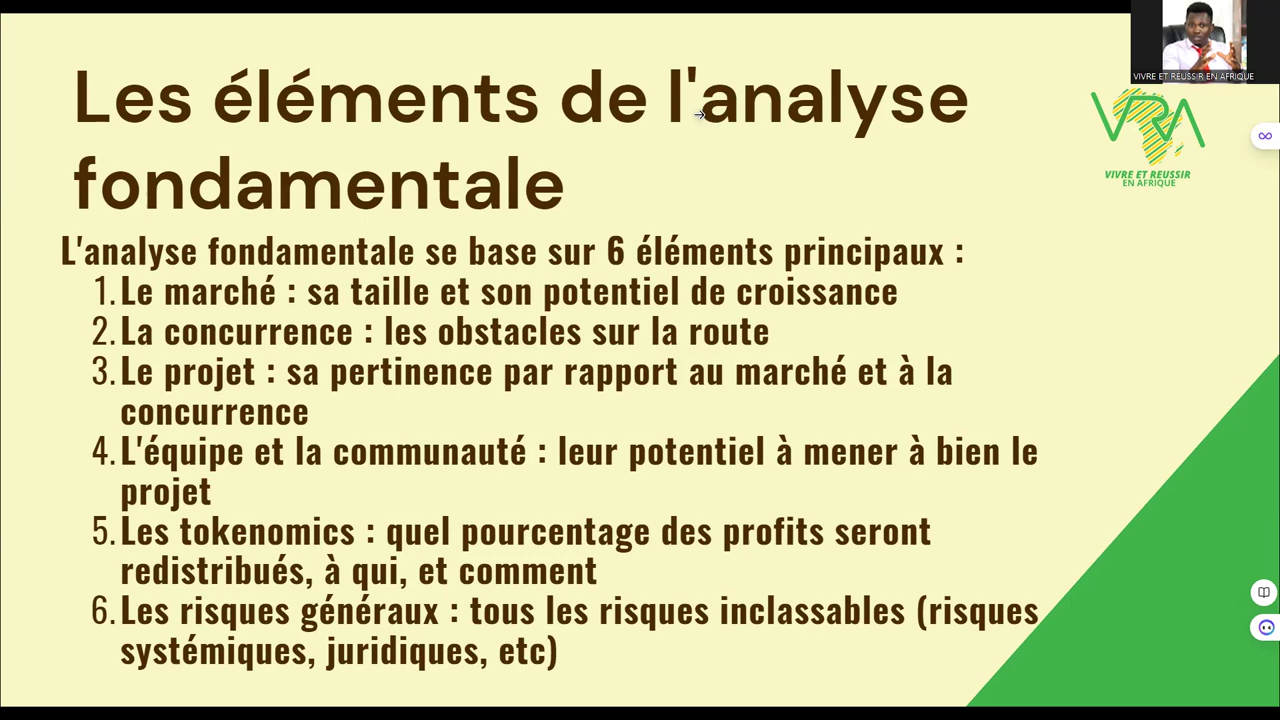 VIVRE ET REUSSIR EN AFRIQUE
Les éléments de l'analyse
fondamentale
VRA
VIVRE ET REUSSIR
EN AFRIQUE
L'analyse fondamentale se base sur 6 éléments principaux :
1. Le marché : sa taille et son potentiel de croissance
2. La concurrence : les obstacles sur la route
3. Le projet : sa pertinence par rapport au marché et à la
concurrence
4. L'équipe et la communauté : leur potentiel à mener à bien le
projet
5. Les tokenomics : quel pourcentage des profits seront
redistribués, à qui, et comment
6. Les risques généraux : tous les risques inclassables (risques
systémiques, juridiques, etc)